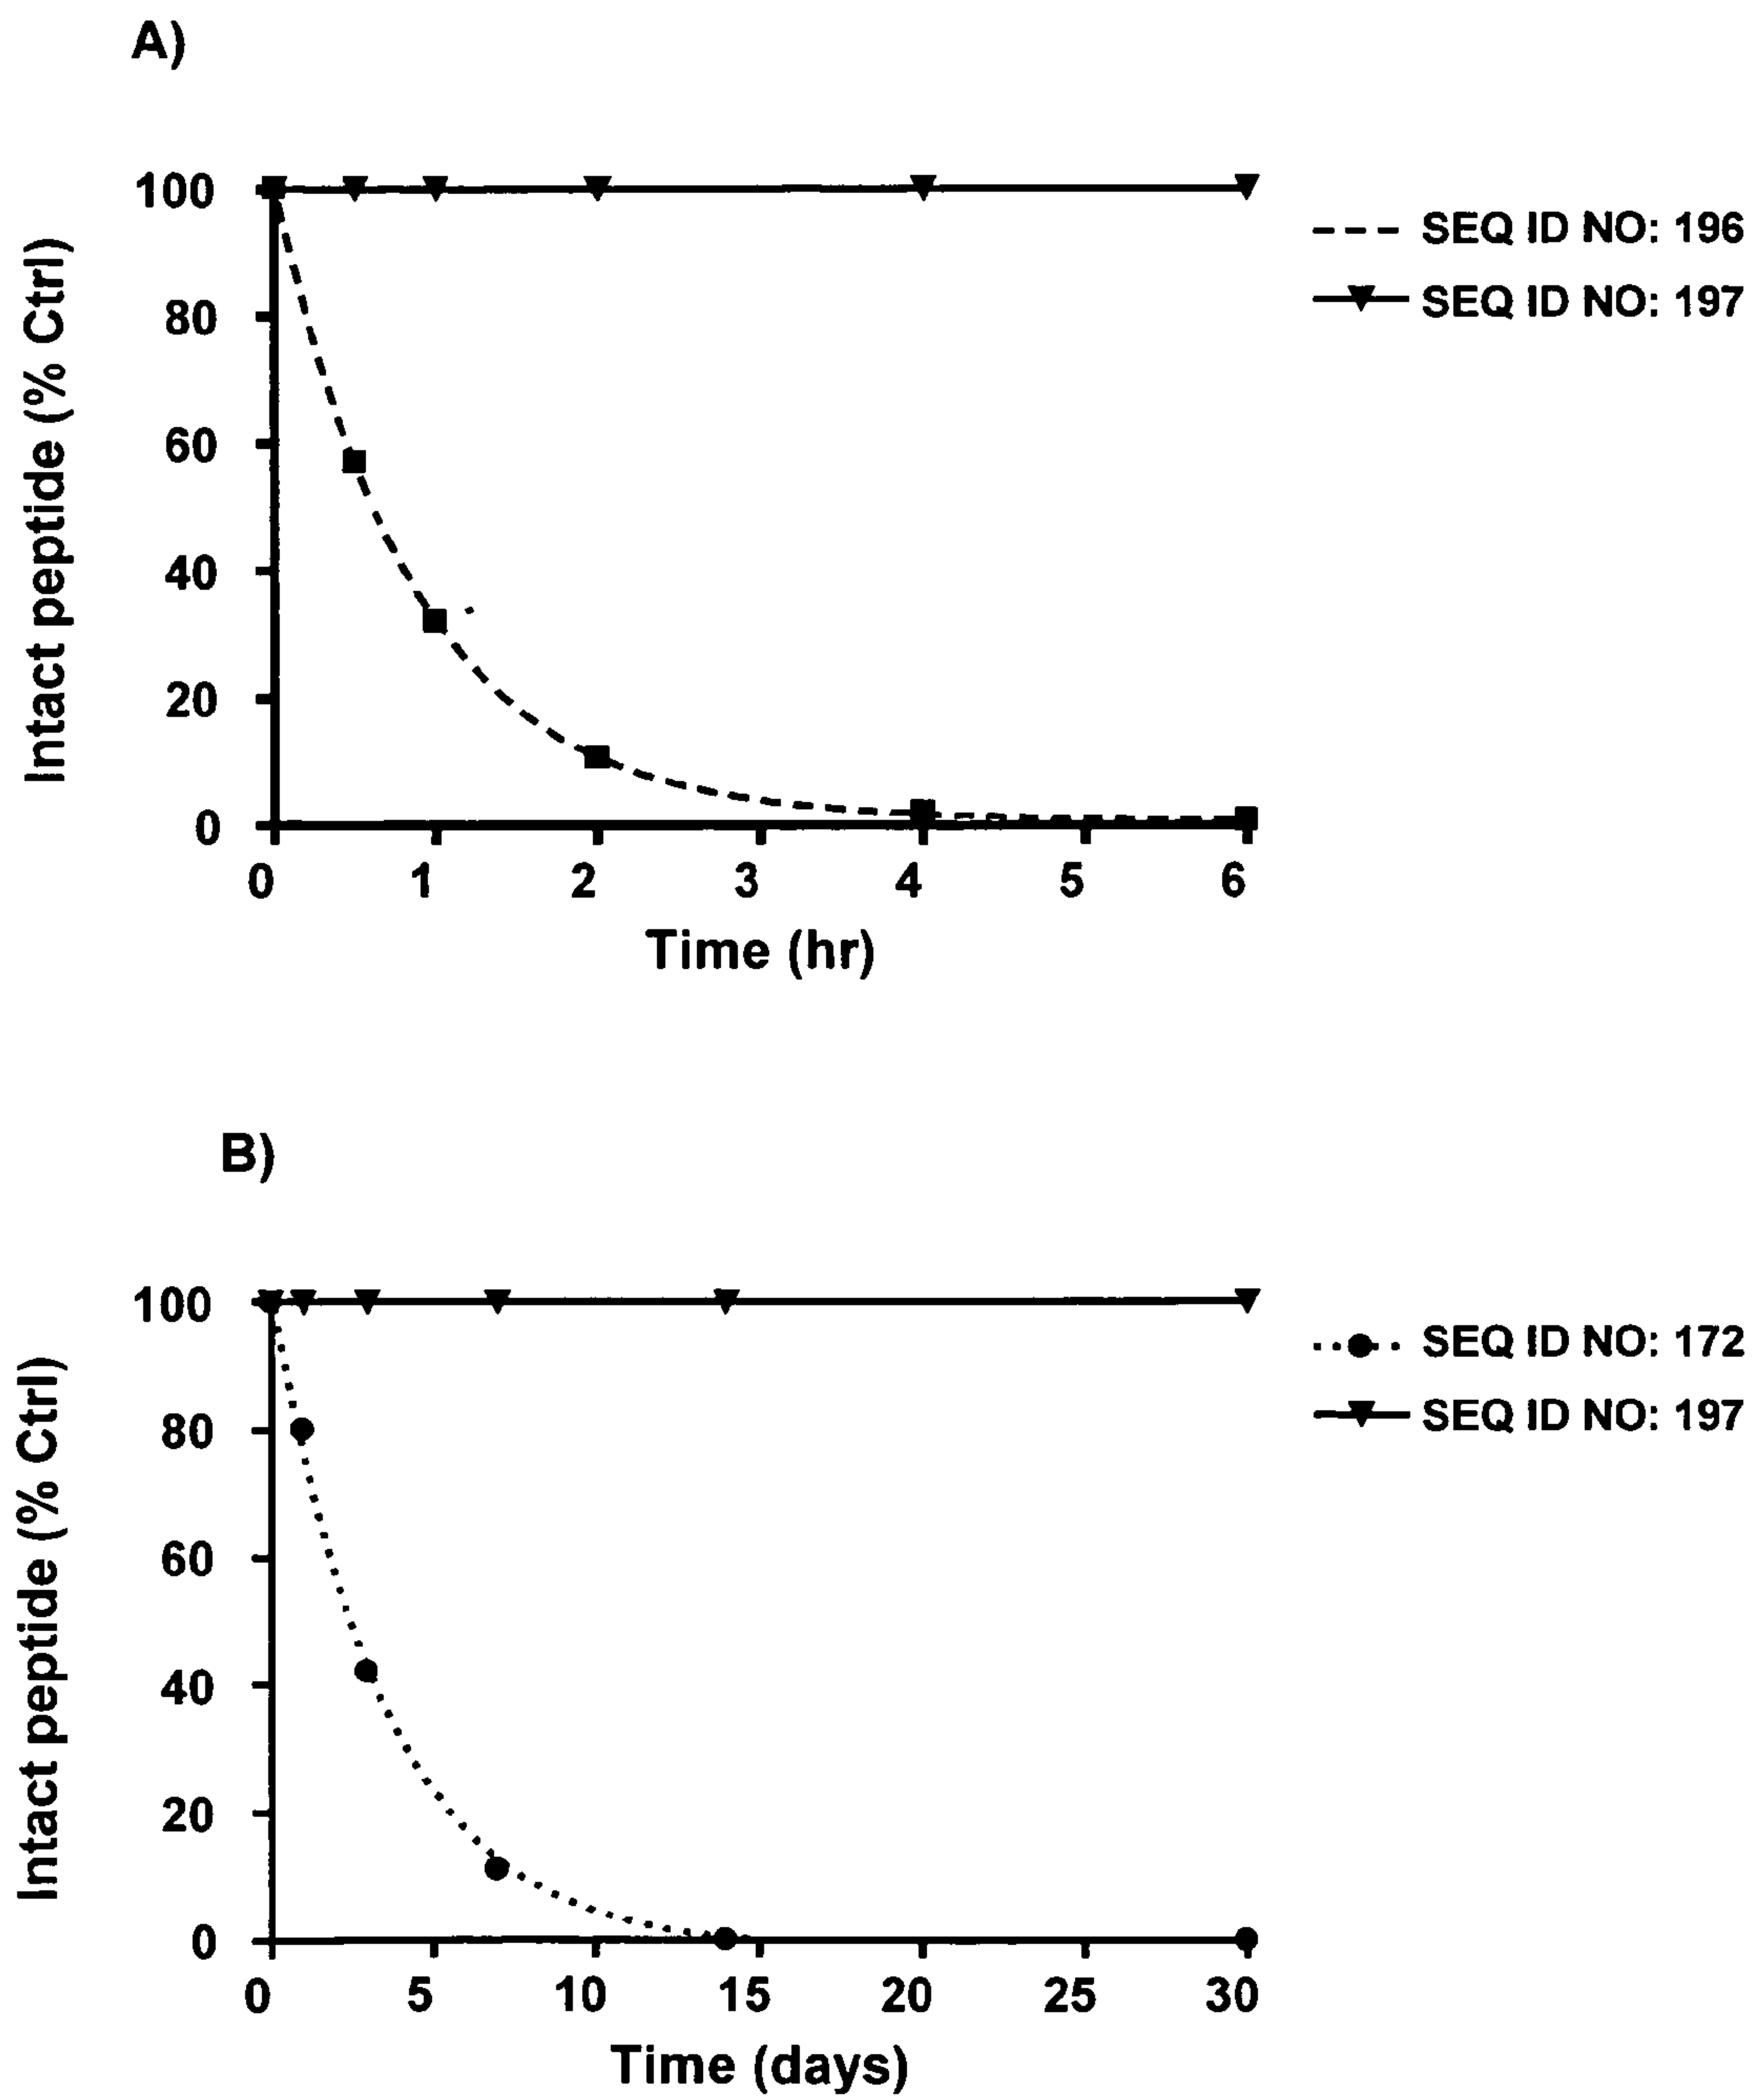 A)
Intact peptide (% Ctrl)
100
80
60
40
20
0
0 1 2 3 4 5 6
Time (hr)
SEQ ID NO: 196
SEQ ID NO: 197
B)
Intact peptide (% Ctrl)
100
80
60
40
20
0
0 5 10 15 20 25 30
Time (days)
SEQ ID NO: 172
SEQ ID NO: 197